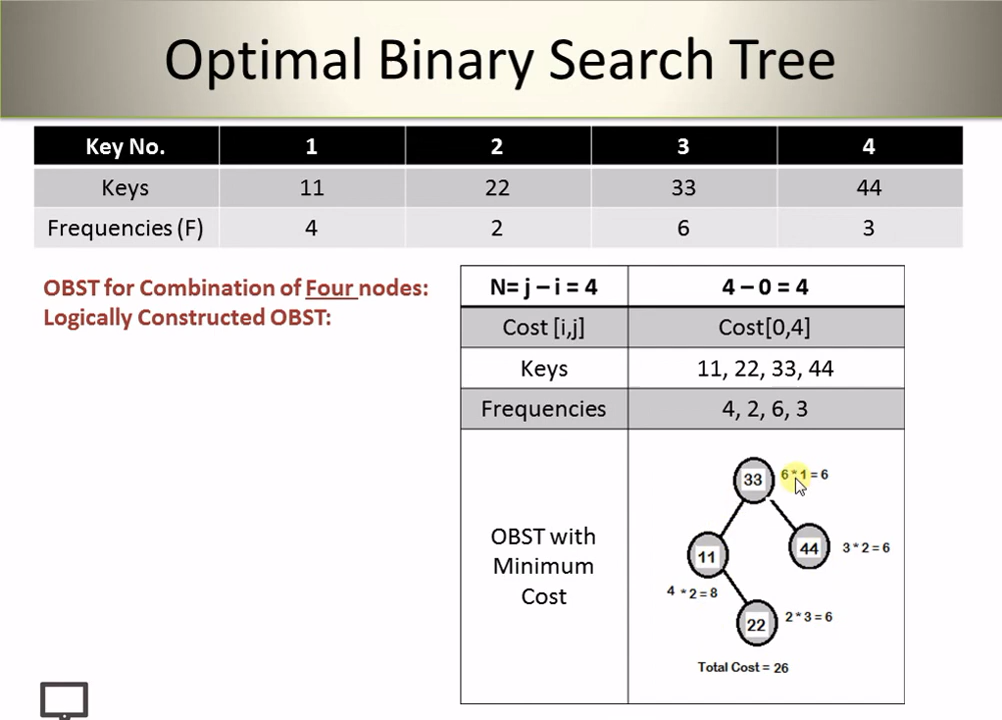 Optimal Binary Search Tree
Key No. 1 2 3 4
Keys 11 22 33 44
Frequencies (F) 4 2 6 3
OBST for Combination of Four nodes:
Logically Constructed OBST:
N= j – i = 4 4 – 0 = 4
Cost [i,j] Cost[0,4]
Keys 11, 22, 33, 44
Frequencies 4, 2, 6, 3
OBST with
Minimum
Cost
33 6 * 1 = 6
11 44 3 * 2 = 6
4 * 2 = 8
22 2 * 3 = 6
Total Cost = 26